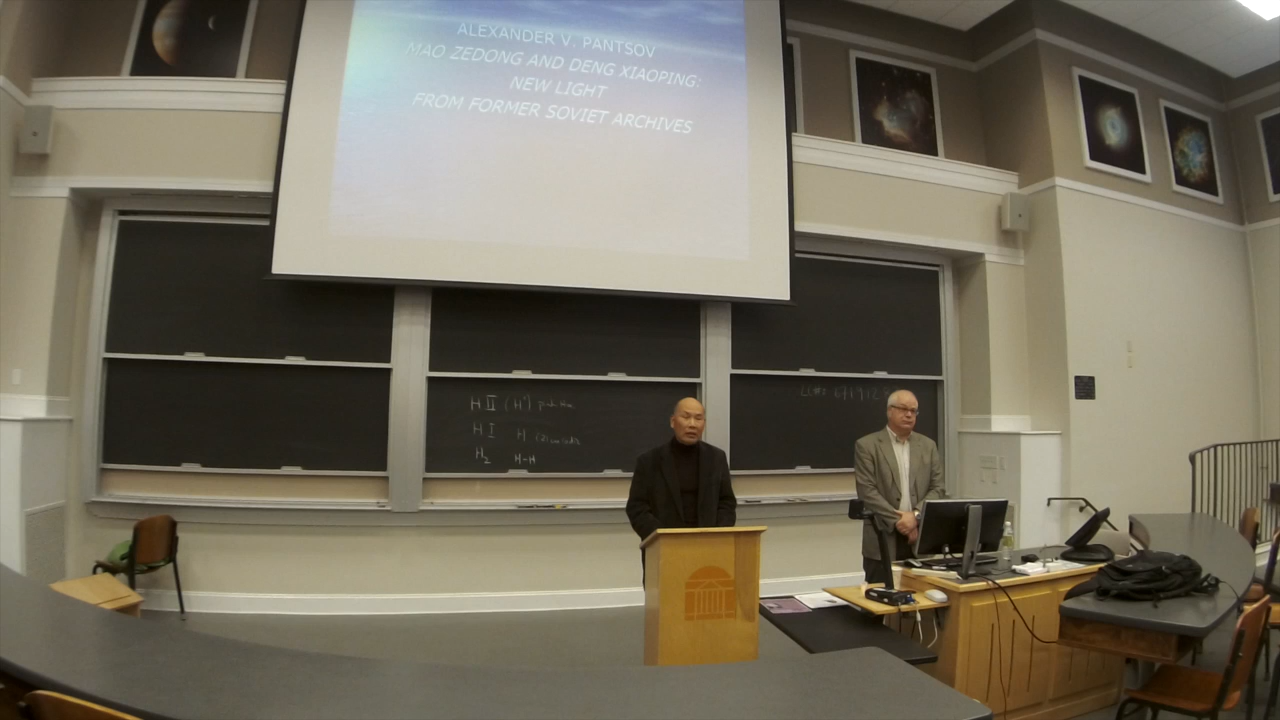 ALEXANDER V. PANTSOV
MAO ZEDONG AND DENG XIAOPING:
NEW LIGHT
FROM FORMER SOVIET ARCHIVES
H II (H⁺)
H I H
H₂ H-H